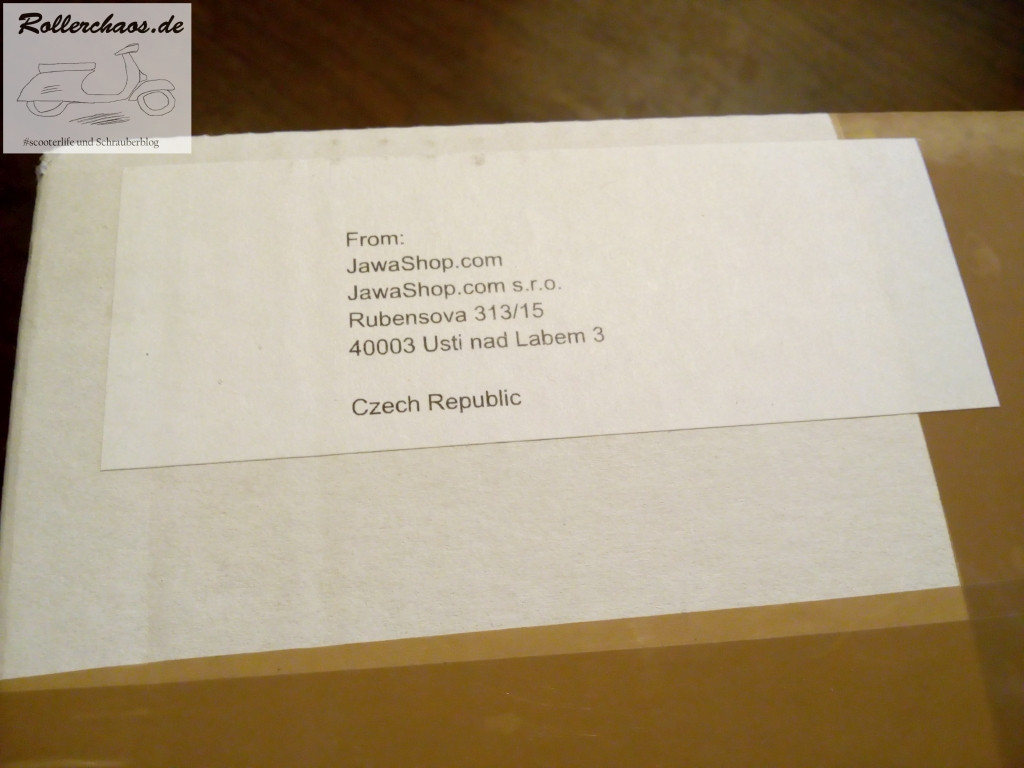 Rollerchaos.de
#scooterlife und Schrauberblog
From:
JawaShop.com
JawaShop.com s.r.o.
Rubensova 313/15
40003 Usti nad Labem 3
Czech Republic